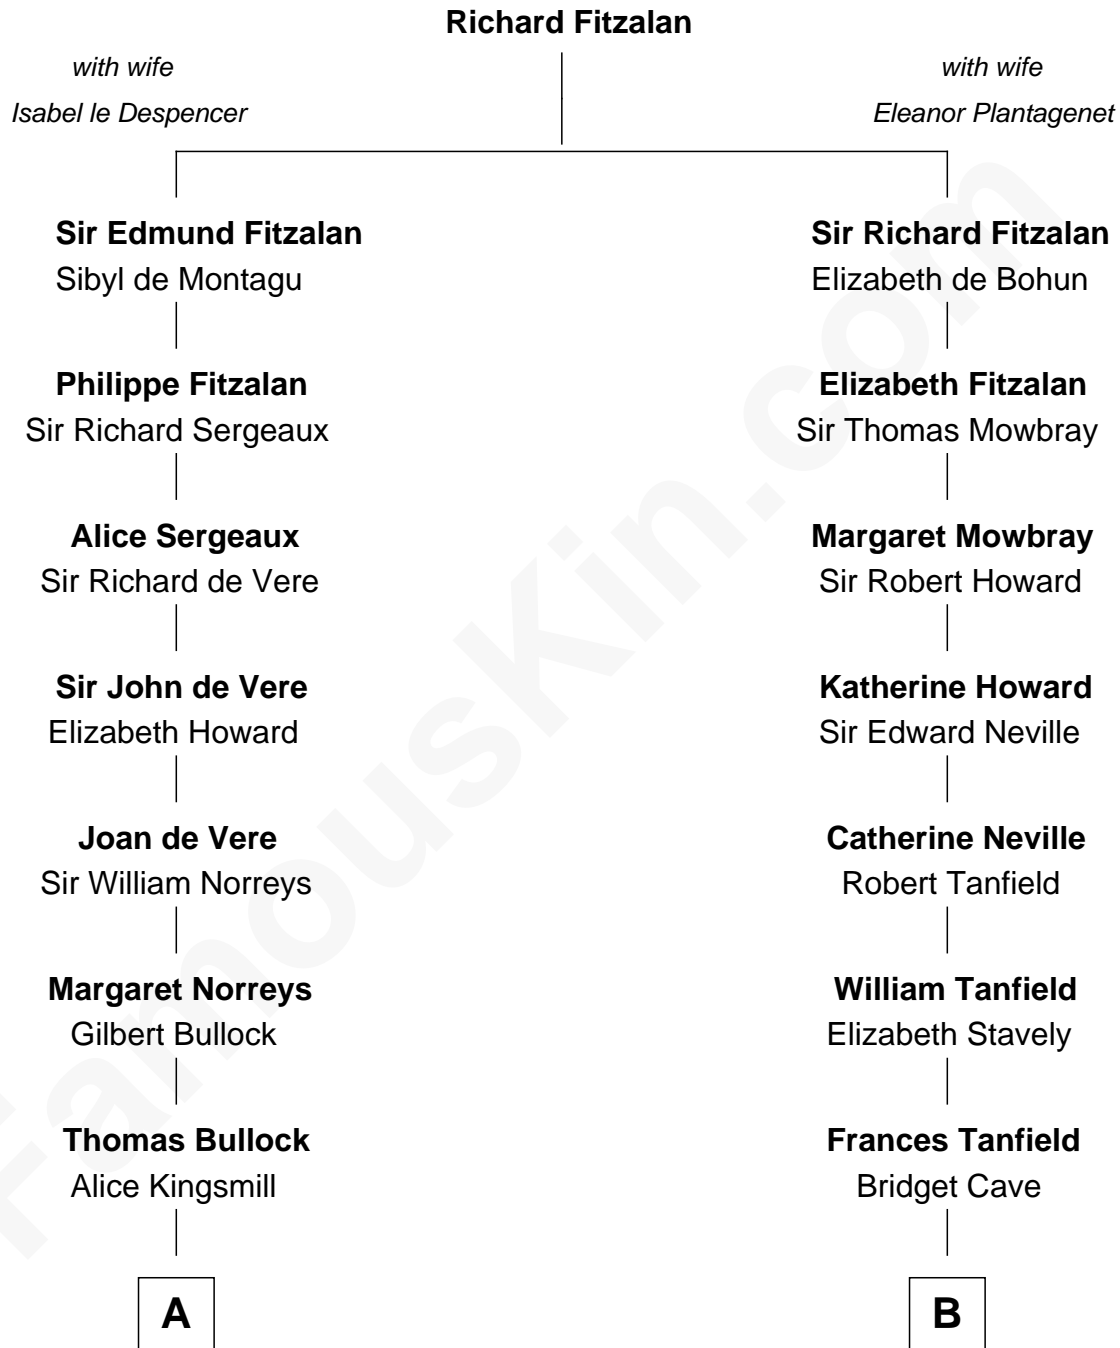 Richard Fitzalan
with wife
Isabel le Despencer
with wife
Eleanor Plantagenet
Sir Edmund Fitzalan
Sibyl de Montagu
Sir Richard Fitzalan
Elizabeth de Bohun
Philippe Fitzalan
Sir Richard Sergeaux
Elizabeth Fitzalan
Sir Thomas Mowbray
Alice Sergeaux
Sir Richard de Vere
Margaret Mowbray
Sir Robert Howard
Sir John de Vere
Elizabeth Howard
Katherine Howard
Sir Edward Neville
Joan de Vere
Sir William Norreys
Catherine Neville
Robert Tanfield
Margaret Norreys
Gilbert Bullock
William Tanfield
Elizabeth Stavely
Thomas Bullock
Alice Kingsmill
Frances Tanfield
Bridget Cave
A
B
FamousKin.com